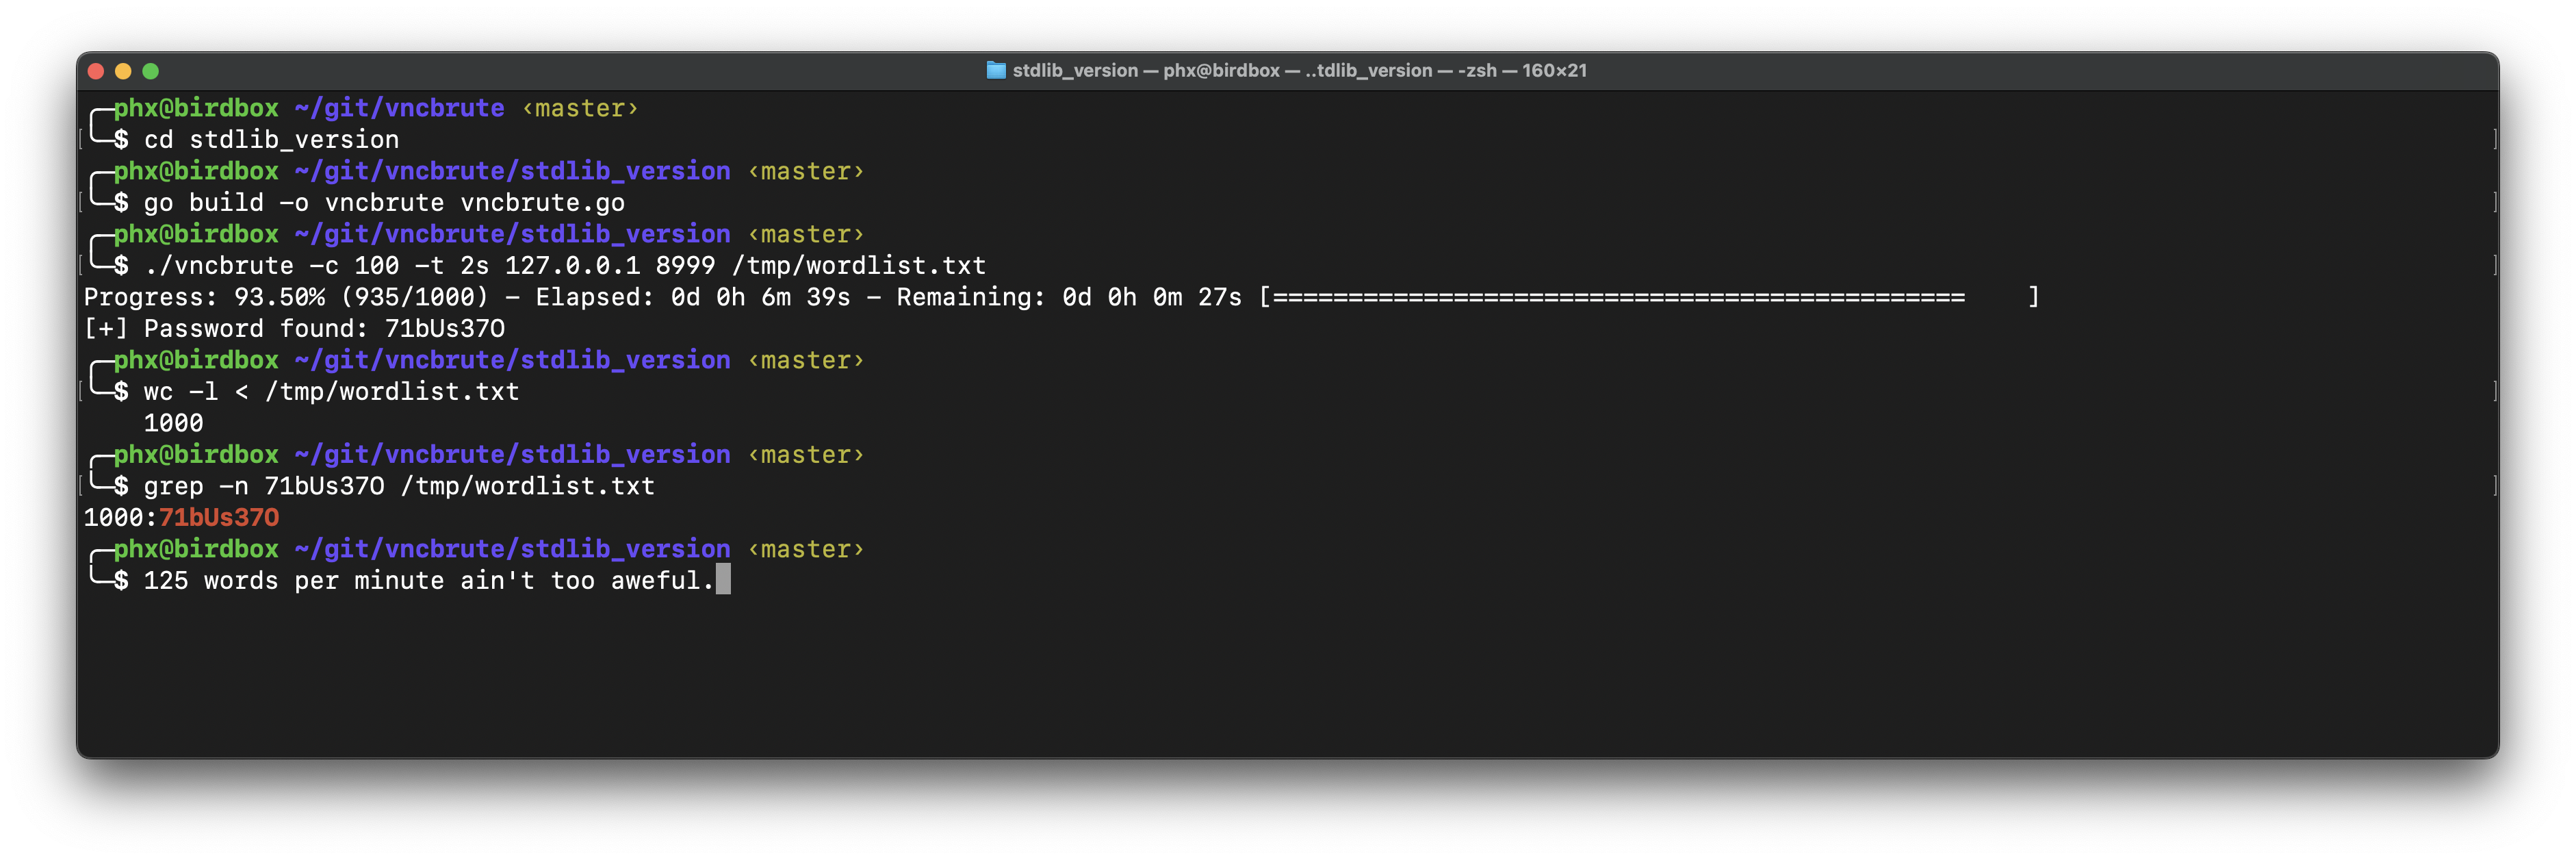 stdlib_version — phx@birdbox — ..tdlib_version — -zsh — 160×21
phx@birdbox ~/git/vncbrute ‹master›
$ cd stdlib_version
phx@birdbox ~/git/vncbrute/stdlib_version ‹master›
$ go build -o vncbrute vncbrute.go
phx@birdbox ~/git/vncbrute/stdlib_version ‹master›
$ ./vncbrute -c 100 -t 2s 127.0.0.1 8999 /tmp/wordlist.txt
Progress: 93.50% (935/1000) - Elapsed: 0d 0h 6m 39s - Remaining: 0d 0h 0m 27s [==============================================    ]
[+] Password found: 71bUs37O
phx@birdbox ~/git/vncbrute/stdlib_version ‹master›
$ wc -l < /tmp/wordlist.txt
1000
phx@birdbox ~/git/vncbrute/stdlib_version ‹master›
$ grep -n 71bUs37O /tmp/wordlist.txt
1000:71bUs37O
phx@birdbox ~/git/vncbrute/stdlib_version ‹master›
$ 125 words per minute ain't too aweful.